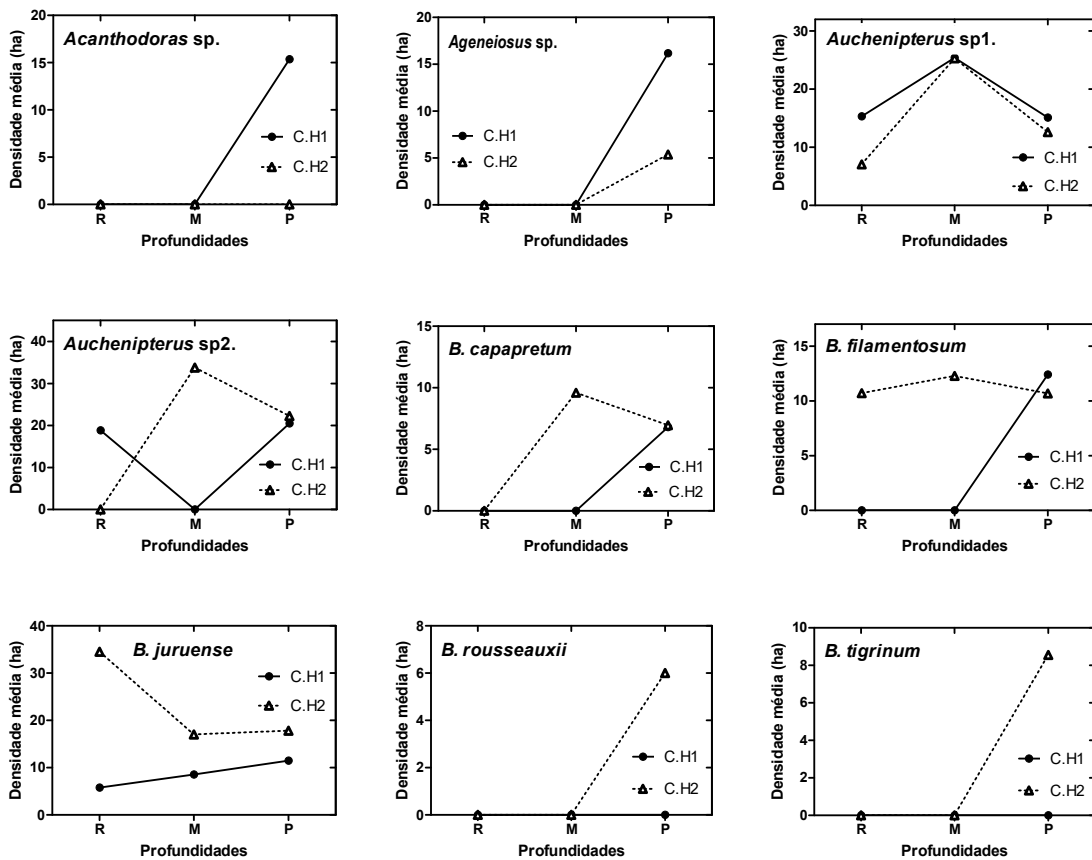 Acanthodoras sp.
Densidade média (ha)
20
15
10
5
0
C.H1
C.H2
R M P
Profundidades
Ageneiosus sp.
Densidade média (ha)
20
15
10
5
0
C.H1
C.H2
R M P
Profundidades
Auchenipterus sp1.
Densidade média (ha)
30
20
10
0
C.H1
C.H2
R M P
Profundidades
Auchenipterus sp2.
Densidade média (ha)
40
30
20
10
0
C.H1
C.H2
R M P
Profundidades
B. capapretum
Densidade média (ha)
15
10
5
0
C.H1
C.H2
R M P
Profundidades
B. filamentosum
Densidade média (ha)
15
10
5
0
C.H1
C.H2
R M P
Profundidades
B. juruense
Densidade média (ha)
40
30
20
10
0
C.H1
C.H2
R M P
Profundidades
B. rousseauxii
Densidade média (ha)
8
6
4
2
0
C.H1
C.H2
R M P
Profundidades
B. tigrinum
Densidade média (ha)
10
8
6
4
2
0
C.H1
C.H2
R M P
Profundidades